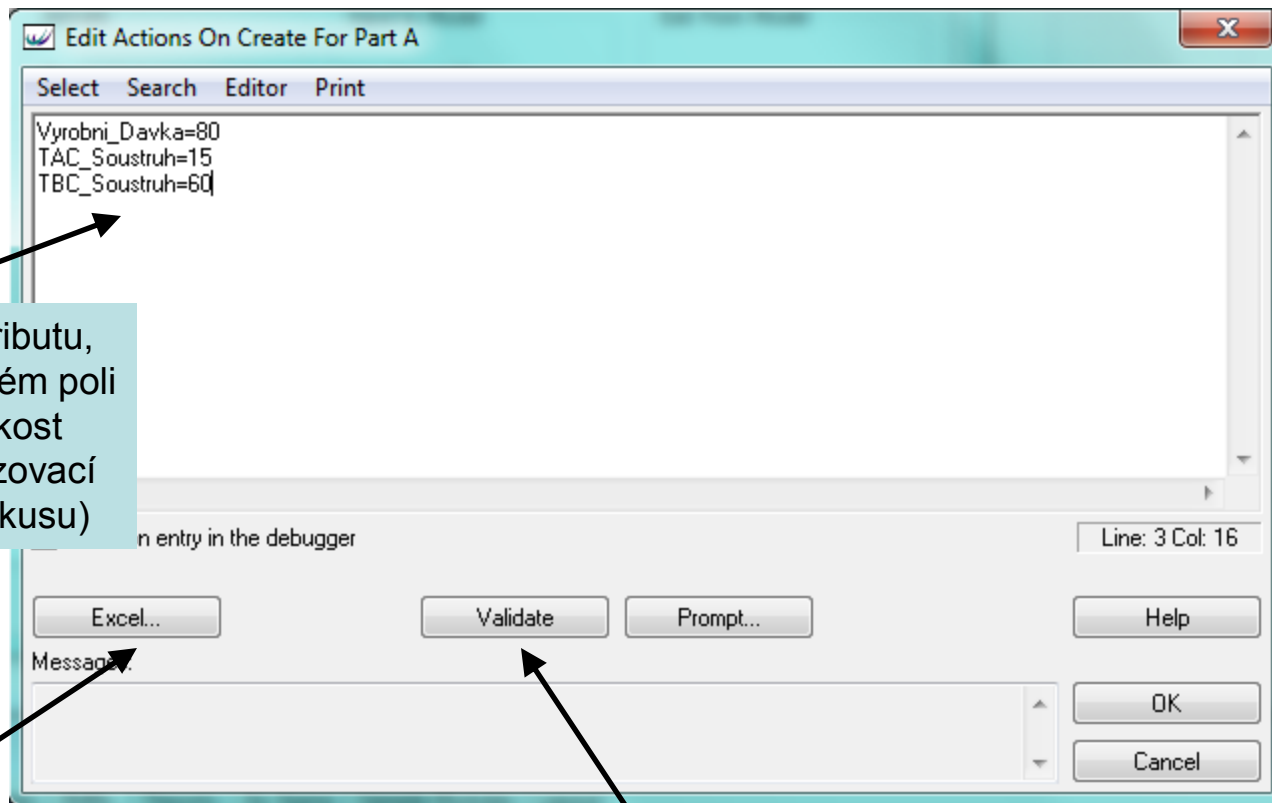 Edit Actions On Create For Part A
Select Search Editor Print
Vyrobni_Davka=80
TAC_Soustruh=15
TBC_Soustruh=60
ributu,
ém poli
kost
zovací
kusu)
n entry in the debugger
Line: 3 Col: 16
Excel... Validate Prompt... Help
Messages:
OK
Cancel